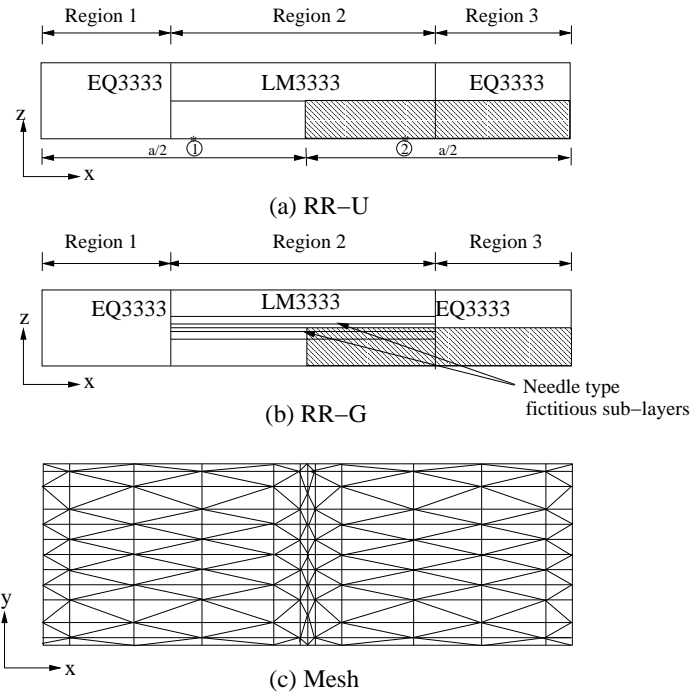 Region 1 Region 2 Region 3
EQ3333 LM3333 EQ3333
z
* *
a/2 1 2 a/2
x
(a) RR−U
Region 1 Region 2 Region 3
EQ3333 LM3333 EQ3333
z
x
Needle type
fictitious sub−layers
(b) RR−G
y
x
(c) Mesh